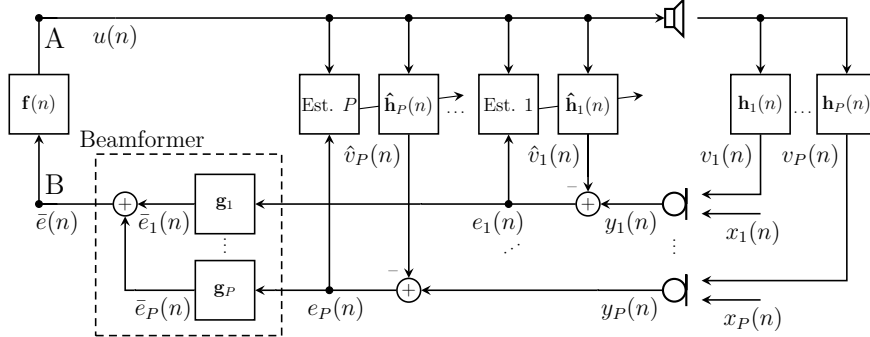 A
u(n)
f(n)
Est. P
ĥ_P(n)
...
Est. 1
ĥ_1(n)
h_1(n)
...
h_P(n)
Beamformer
v̂_P(n)
v̂_1(n)
v_1(n)
v_P(n)
B
−
+
g_1
+
ē(n)
ē_1(n)
e_1(n)
y_1(n)
x_1(n)
...
...
...
−
g_P
+
ē_P(n)
e_P(n)
y_P(n)
x_P(n)